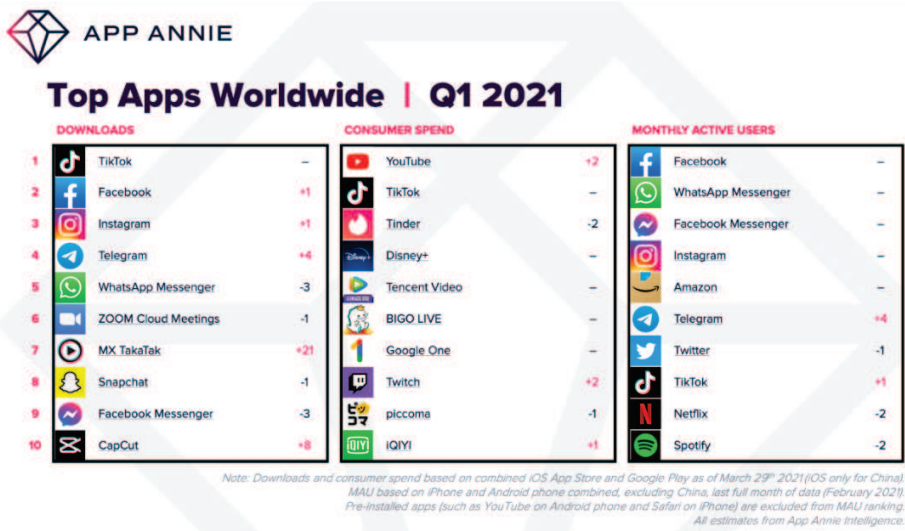 APP ANNIE
Top Apps Worldwide | Q1 2021
DOWNLOADS
1 TikTok –
2 Facebook +1
3 Instagram +1
4 Telegram +4
5 WhatsApp Messenger -3
6 ZOOM Cloud Meetings -1
7 MX TakaTak +21
8 Snapchat -1
9 Facebook Messenger -3
10 CapCut +8
CONSUMER SPEND
YouTube +2
TikTok –
Tinder -2
Disney+ Disney+ –
Tencent Video –
BIGO LIVE –
1 Google One –
Twitch +2
ピッコマ piccoma -1
QIY iQIYI +1
MONTHLY ACTIVE USERS
Facebook –
WhatsApp Messenger –
Facebook Messenger –
Instagram –
Amazon –
Telegram +4
Twitter -1
TikTok +1
N Netflix -2
Spotify -2
Note: Downloads and consumer spend based on combined iOS App Store and Google Play as of March 29th 2021 (iOS only for China).
MAU based on iPhone and Android phone combined, excluding China, last full month of data (February 2021).
Pre-installed apps (such as YouTube on Android phone and Safari on iPhone) are excluded from MAU ranking.
All estimates from App Annie Intelligence.